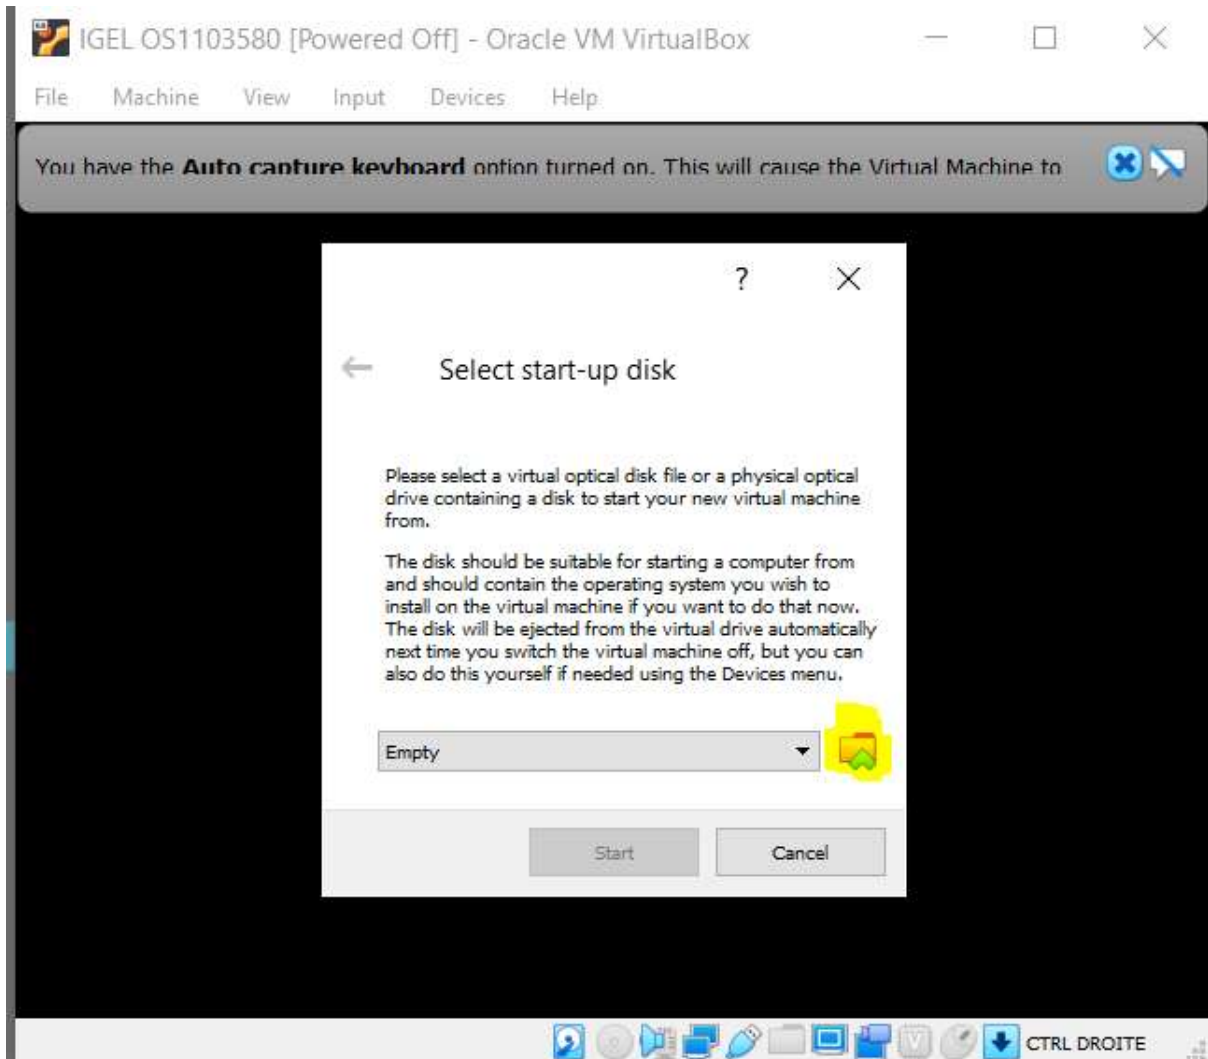 IGEL OS1103580 [Powered Off] - Oracle VM VirtualBox
File Machine View Input Devices Help
You have the Auto capture keyboard option turned on. This will cause the Virtual Machine to
?
Select start-up disk
Please select a virtual optical disk file or a physical optical
drive containing a disk to start your new virtual machine
from.
The disk should be suitable for starting a computer from
and should contain the operating system you wish to
install on the virtual machine if you want to do that now.
The disk will be ejected from the virtual drive automatically
next time you switch the virtual machine off, but you can
also do this yourself if needed using the Devices menu.
Empty
Start Cancel
CTRL DROITE